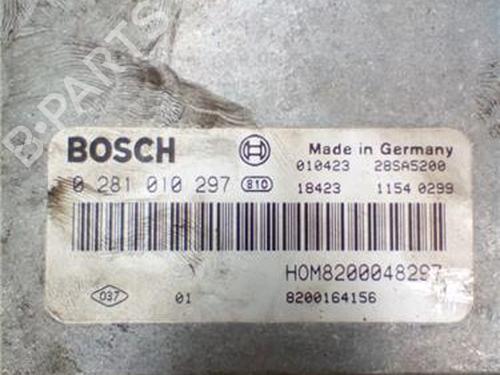 B-PARTS
BOSCH Made in Germany
010423 28SA5200
0 281 010 297 810 18423 1154 0299
HOM8200048297
037 01 8200164156